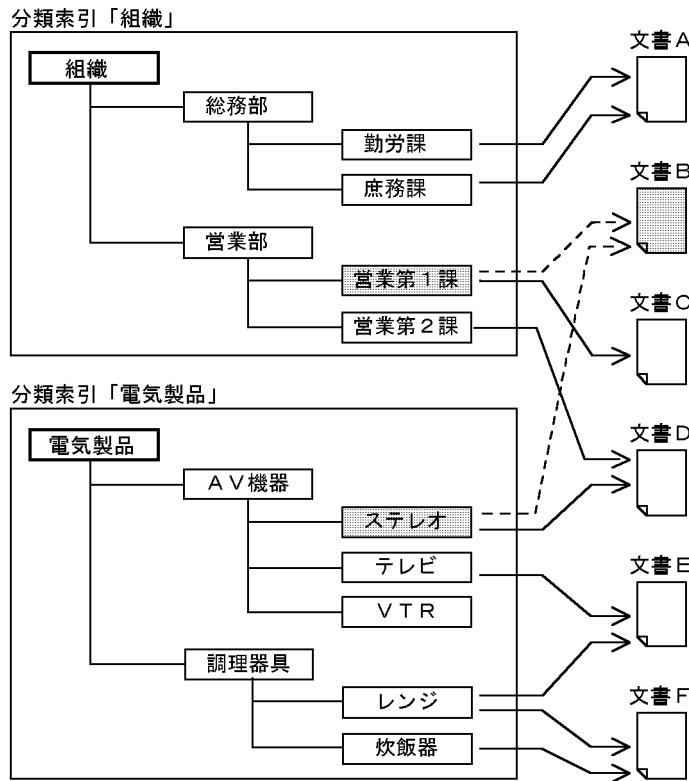 分類索引「組織」
組織
総務部
勤労課
庶務課
営業部
営業第1課
営業第2課
分類索引「電気製品」
電気製品
AV機器
ステレオ
テレビ
VTR
調理器具
レンジ
炊飯器
文書A
文書B
文書C
文書D
文書E
文書F